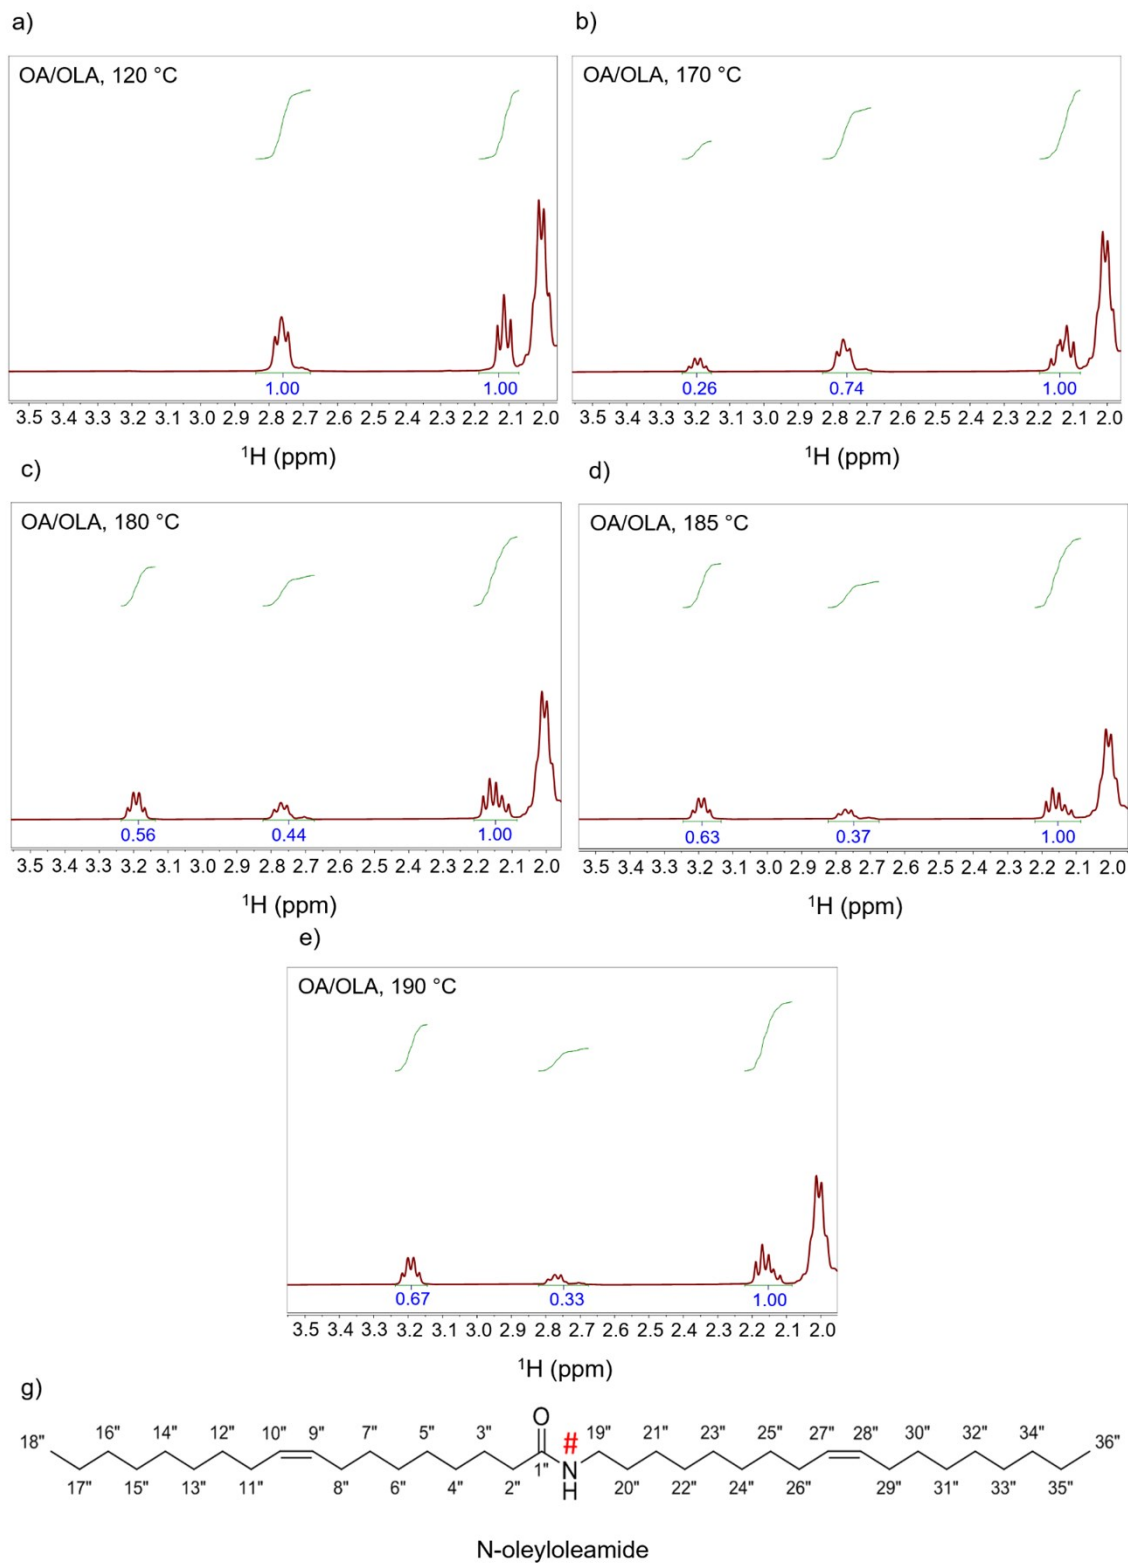 a)
OA/OLA, 120 °C
1.00 1.00
3.5 3.4 3.3 3.2 3.1 3.0 2.9 2.8 2.7 2.6 2.5 2.4 2.3 2.2 2.1 2.0
¹H (ppm)
b)
OA/OLA, 170 °C
0.26 0.74 1.00
3.5 3.4 3.3 3.2 3.1 3.0 2.9 2.8 2.7 2.6 2.5 2.4 2.3 2.2 2.1 2.0
¹H (ppm)
c)
OA/OLA, 180 °C
0.56 0.44 1.00
3.5 3.4 3.3 3.2 3.1 3.0 2.9 2.8 2.7 2.6 2.5 2.4 2.3 2.2 2.1 2.0
¹H (ppm)
d)
OA/OLA, 185 °C
0.63 0.37 1.00
3.5 3.4 3.3 3.2 3.1 3.0 2.9 2.8 2.7 2.6 2.5 2.4 2.3 2.2 2.1 2.0
¹H (ppm)
e)
OA/OLA, 190 °C
0.67 0.33 1.00
3.5 3.4 3.3 3.2 3.1 3.0 2.9 2.8 2.7 2.6 2.5 2.4 2.3 2.2 2.1 2.0
¹H (ppm)
g)
O
18" 16" 14" 12" 10" 9" 7" 5" 3" # 19" 21" 23" 25" 27" 28" 30" 32" 34" 36"
1" N
17" 15" 13" 11" 8" 6" 4" 2" H 20" 22" 24" 26" 29" 31" 33" 35"
N-oleyloleamide